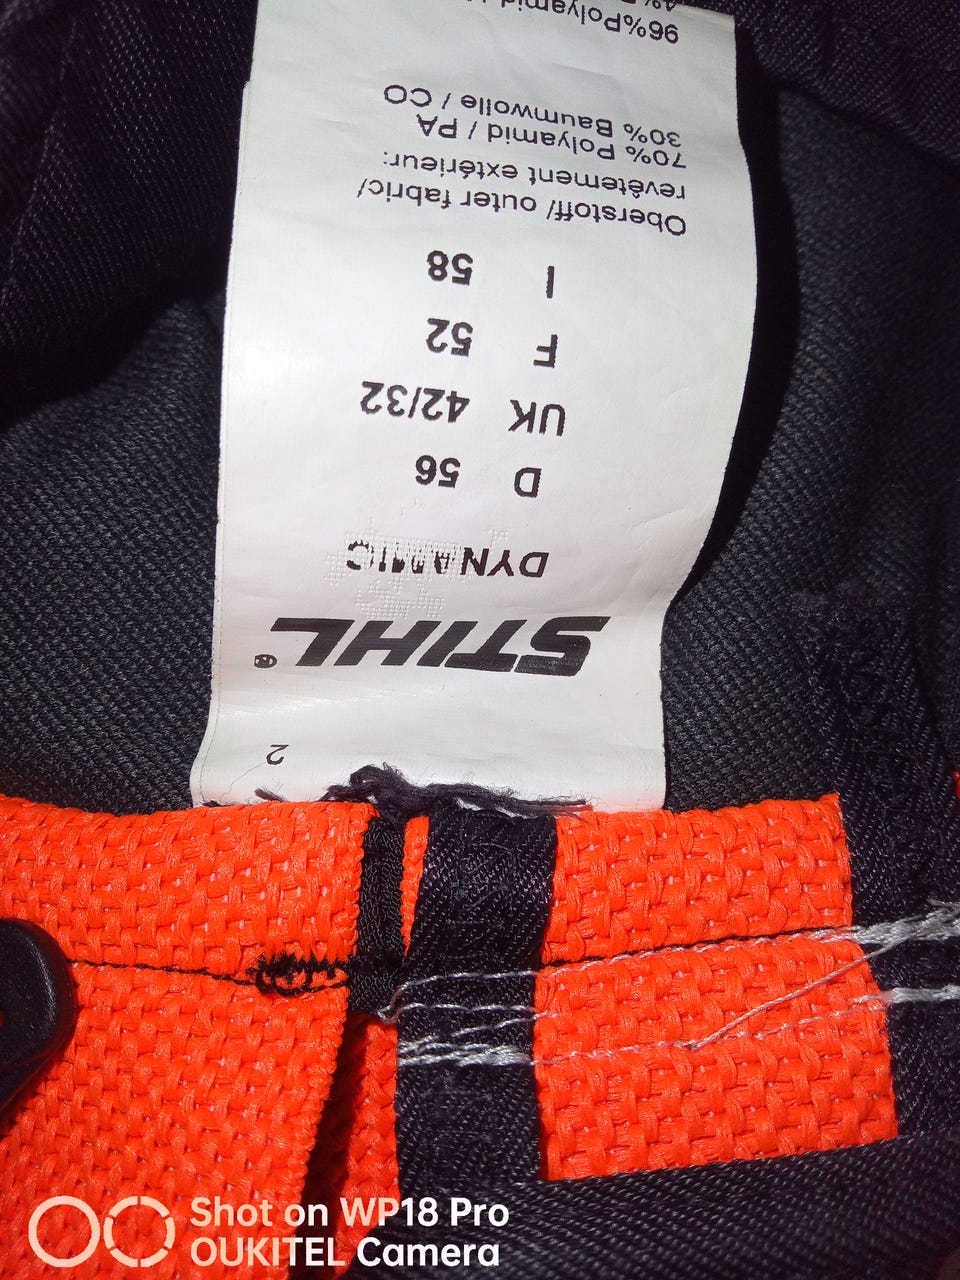 2
STIHL®
DYNAMIC
D 56
UK 42/32
F 52
I 58
Oberstoff/ outer fabric/
revêtement extérieur:
70% Polyamid / PA
30% Baumwolle / CO
96%Polyamid
4%
Shot on WP18 Pro
OUKITEL Camera